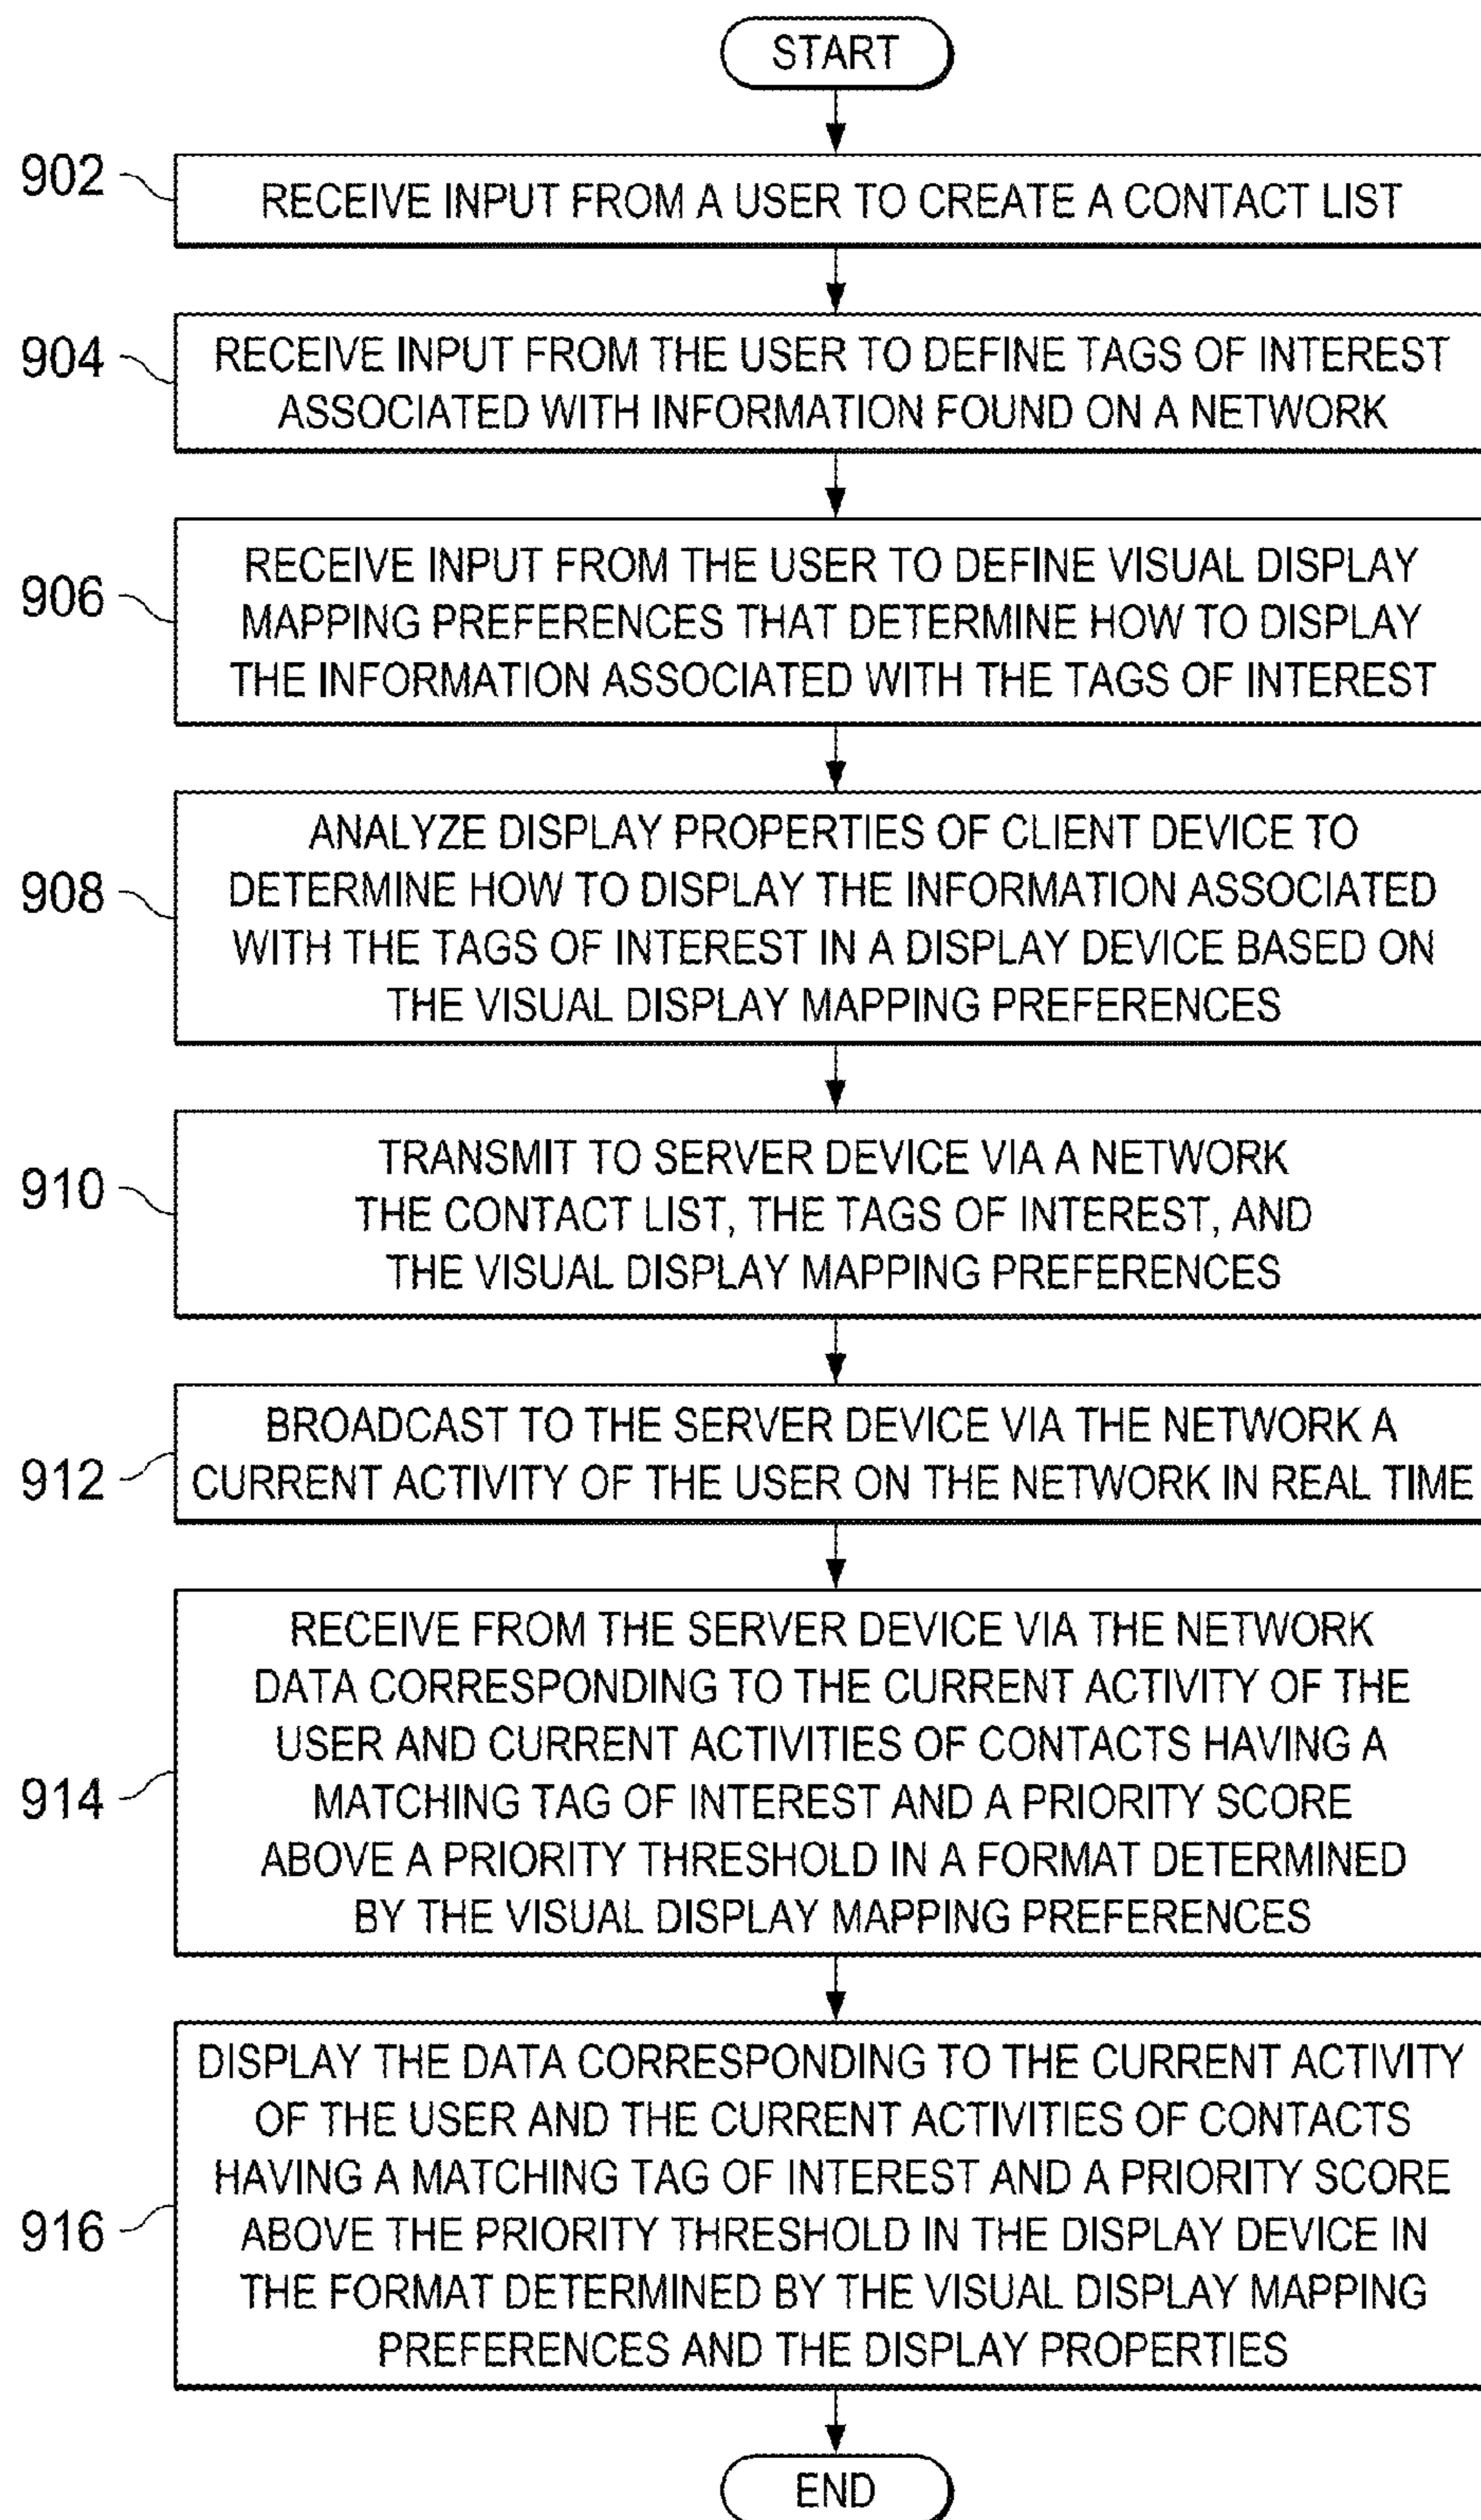 START
902
RECEIVE INPUT FROM A USER TO CREATE A CONTACT LIST
904
RECEIVE INPUT FROM THE USER TO DEFINE TAGS OF INTEREST
ASSOCIATED WITH INFORMATION FOUND ON A NETWORK
906
RECEIVE INPUT FROM THE USER TO DEFINE VISUAL DISPLAY
MAPPING PREFERENCES THAT DETERMINE HOW TO DISPLAY
THE INFORMATION ASSOCIATED WITH THE TAGS OF INTEREST
908
ANALYZE DISPLAY PROPERTIES OF CLIENT DEVICE TO
DETERMINE HOW TO DISPLAY THE INFORMATION ASSOCIATED
WITH THE TAGS OF INTEREST IN A DISPLAY DEVICE BASED ON
THE VISUAL DISPLAY MAPPING PREFERENCES
910
TRANSMIT TO SERVER DEVICE VIA A NETWORK
THE CONTACT LIST, THE TAGS OF INTEREST, AND
THE VISUAL DISPLAY MAPPING PREFERENCES
912
BROADCAST TO THE SERVER DEVICE VIA THE NETWORK A
CURRENT ACTIVITY OF THE USER ON THE NETWORK IN REAL TIME
914
RECEIVE FROM THE SERVER DEVICE VIA THE NETWORK
DATA CORRESPONDING TO THE CURRENT ACTIVITY OF THE
USER AND CURRENT ACTIVITIES OF CONTACTS HAVING A
MATCHING TAG OF INTEREST AND A PRIORITY SCORE
ABOVE A PRIORITY THRESHOLD IN A FORMAT DETERMINED
BY THE VISUAL DISPLAY MAPPING PREFERENCES
916
DISPLAY THE DATA CORRESPONDING TO THE CURRENT ACTIVITY
OF THE USER AND THE CURRENT ACTIVITIES OF CONTACTS
HAVING A MATCHING TAG OF INTEREST AND A PRIORITY SCORE
ABOVE THE PRIORITY THRESHOLD IN THE DISPLAY DEVICE IN
THE FORMAT DETERMINED BY THE VISUAL DISPLAY MAPPING
PREFERENCES AND THE DISPLAY PROPERTIES
END